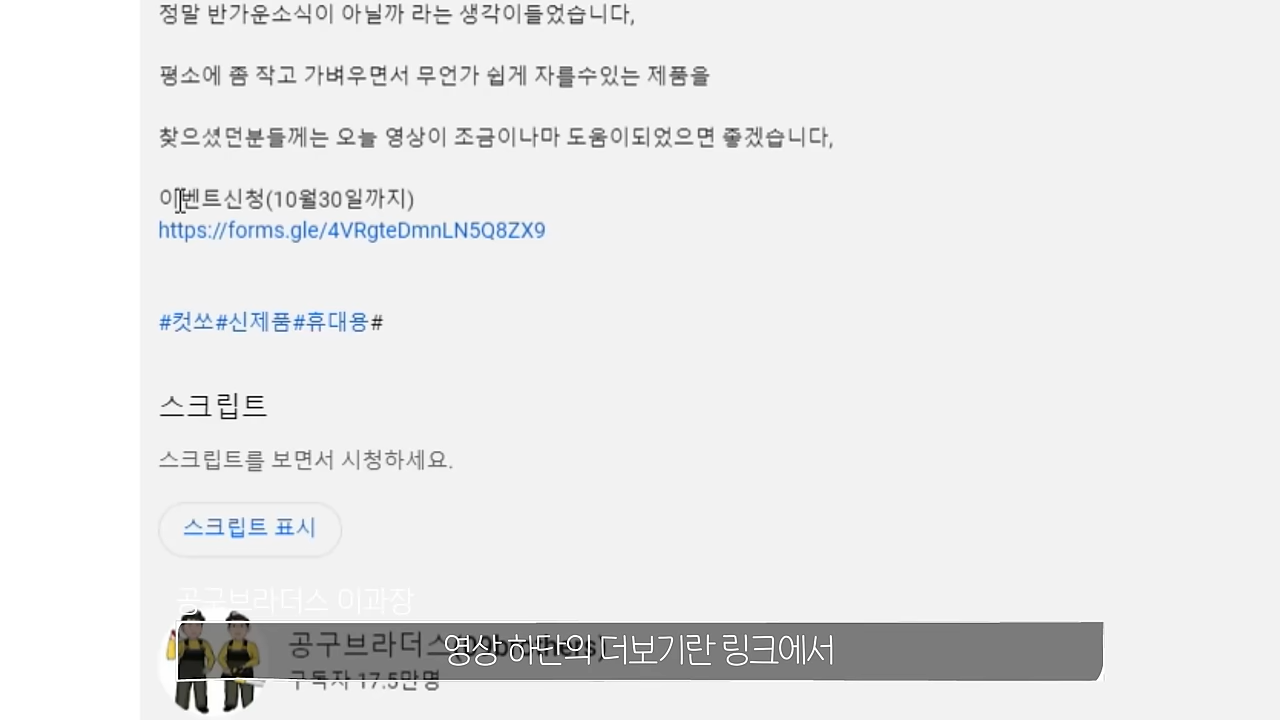 정말 반가운소식이 아닐까 라는 생각이들었습니다,
평소에 좀 작고 가벼우면서 무언가 쉽게 자를수있는 제품을
찾으셨던분들께는 오늘 영상이 조금이나마 도움이되었으면 좋겠습니다,
이벤트신청(10월30일까지)
https://forms.gle/4VRgteDmnLN5Q8ZX9
#컷쏘#신제품#휴대용#
스크립트
스크립트를 보면서 시청하세요.
스크립트 표시
공구브라더스 이과장
공구브라더스
영상 하단의 더보기란 링크에서
구독자 17.5만명